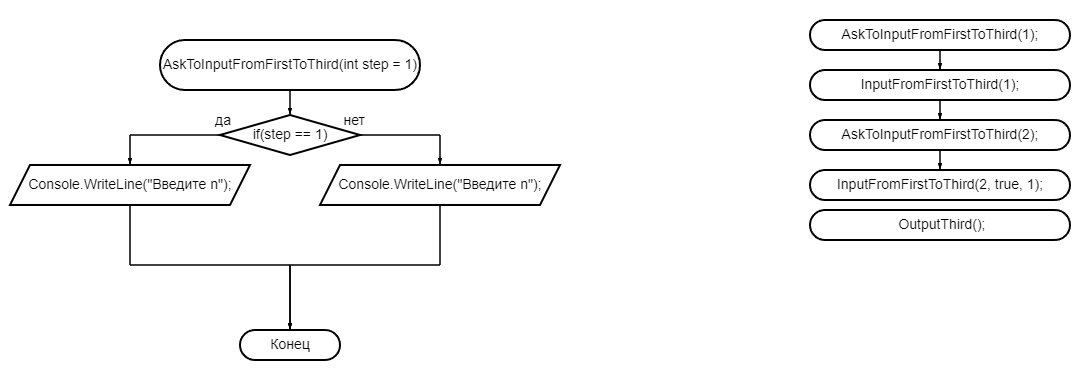 AskToInputFromFirstToThird(int step = 1)
да
нет
if(step == 1)
Console.WriteLine("Введите n");
Console.WriteLine("Введите n");
Конец
AskToInputFromFirstToThird(1);
InputFromFirstToThird(1);
AskToInputFromFirstToThird(2);
InputFromFirstToThird(2, true, 1);
OutputThird();